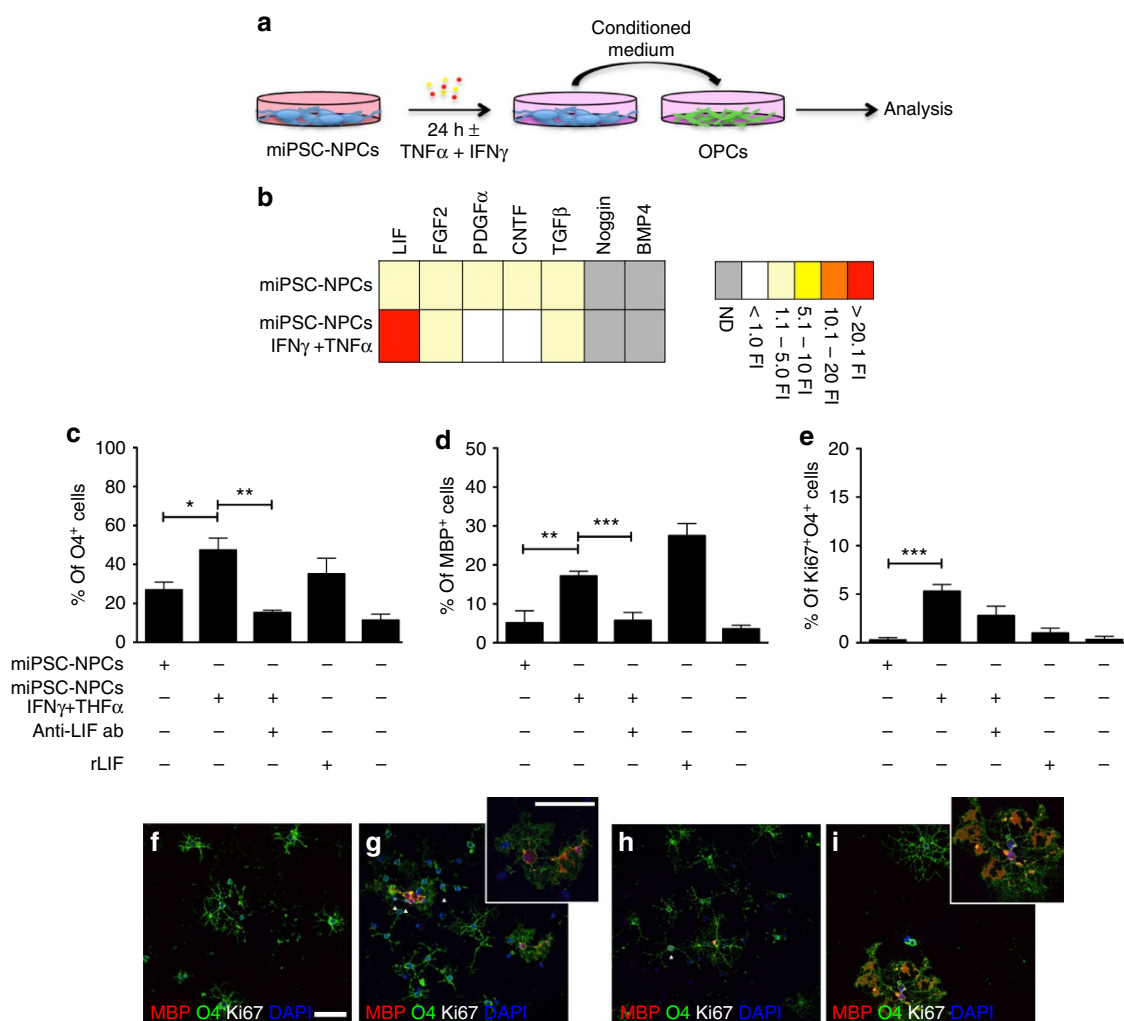 a
Conditioned
medium
miPSC-NPCs
24 h ±
TNFα + IFNγ
OPCs
Analysis
b
LIF
FGF2
PDGFα
CNTF
TGFβ
Noggin
BMP4
miPSC-NPCs
miPSC-NPCs
IFNγ +TNFα
ND
< 1.0 FI
1.1 – 5.0 FI
5.1 – 10 FI
10.1 – 20 FI
> 20.1 FI
c
% Of O4+ cells
100
80
60
40
20
0
*
**
d
% Of MBP+ cells
50
40
30
20
10
0
**
***
e
% Of Ki67+O4+ cells
20
15
10
5
0
***
miPSC-NPCs + – – – – + – – – – + – – – –
miPSC-NPCs
IFNγ+THFα – + + – – – + + – – – + + – –
Anti-LIF ab – – + – – – – + – – – – + – –
rLIF – – – + – – – – + – – – – + –
f
MBP O4 Ki67 DAPI
g
MBP O4 Ki67 DAPI
h
MBP O4 Ki67 DAPI
i
MBP O4 Ki67 DAPI